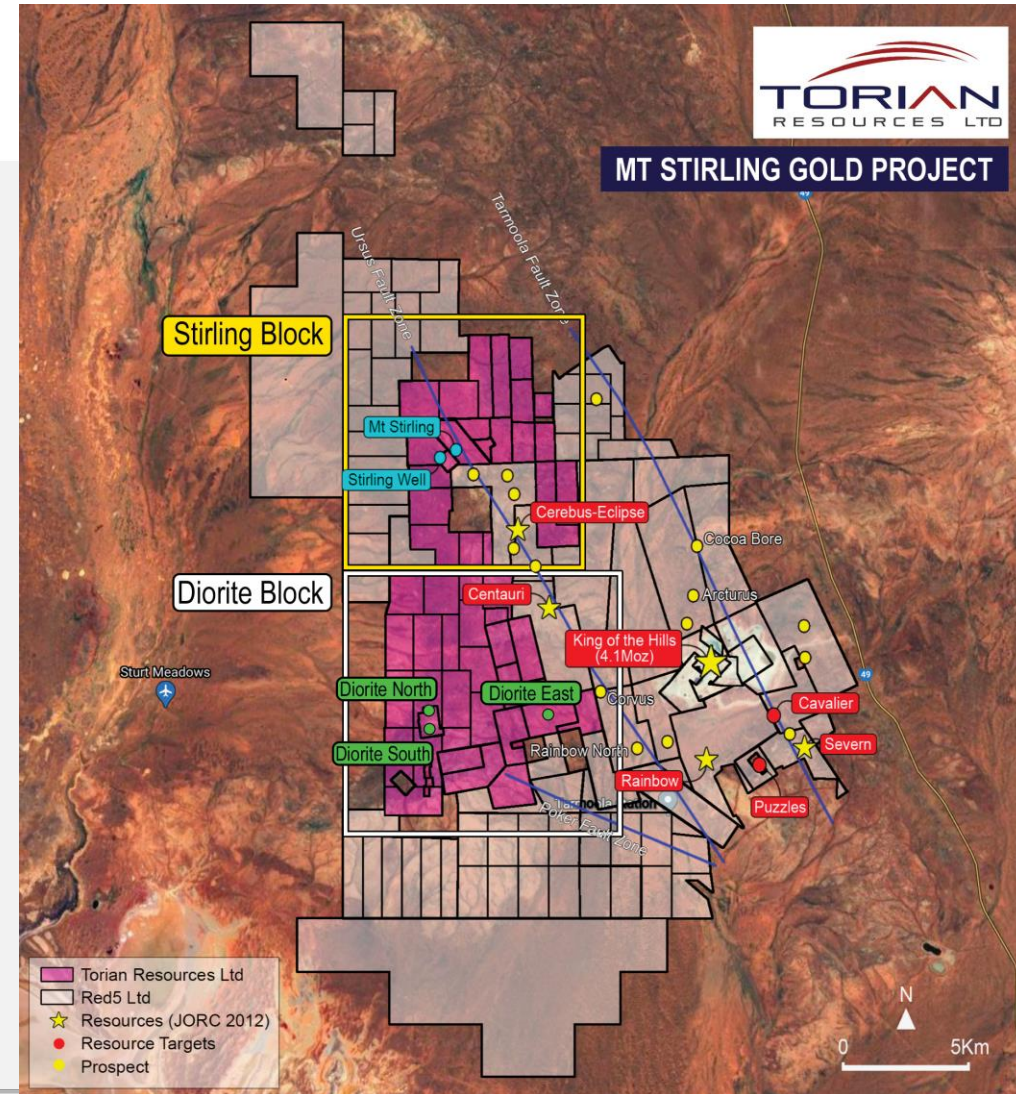 TORIAN
RESOURCES LTD
MT STIRLING GOLD PROJECT
49
Ursus Fault Zone
Tarmoola Fault Zone
Stirling Block
Mt Stirling
Stirling Well
Cerebus-Eclipse
Cocoa Bore
Diorite Block
Centauri
Arcturus
King of the Hills
(4.1Moz)
Sturt Meadows
49
Diorite North
Diorite East
Corvus
Cavalier
Diorite South
Rainbow North
Severn
Rainbow
Tarmoola Station
Puzzles
Poker Fault Zone
Torian Resources Ltd
Red5 Ltd
Resources (JORC 2012)
Resource Targets
Prospect
N
0 5Km